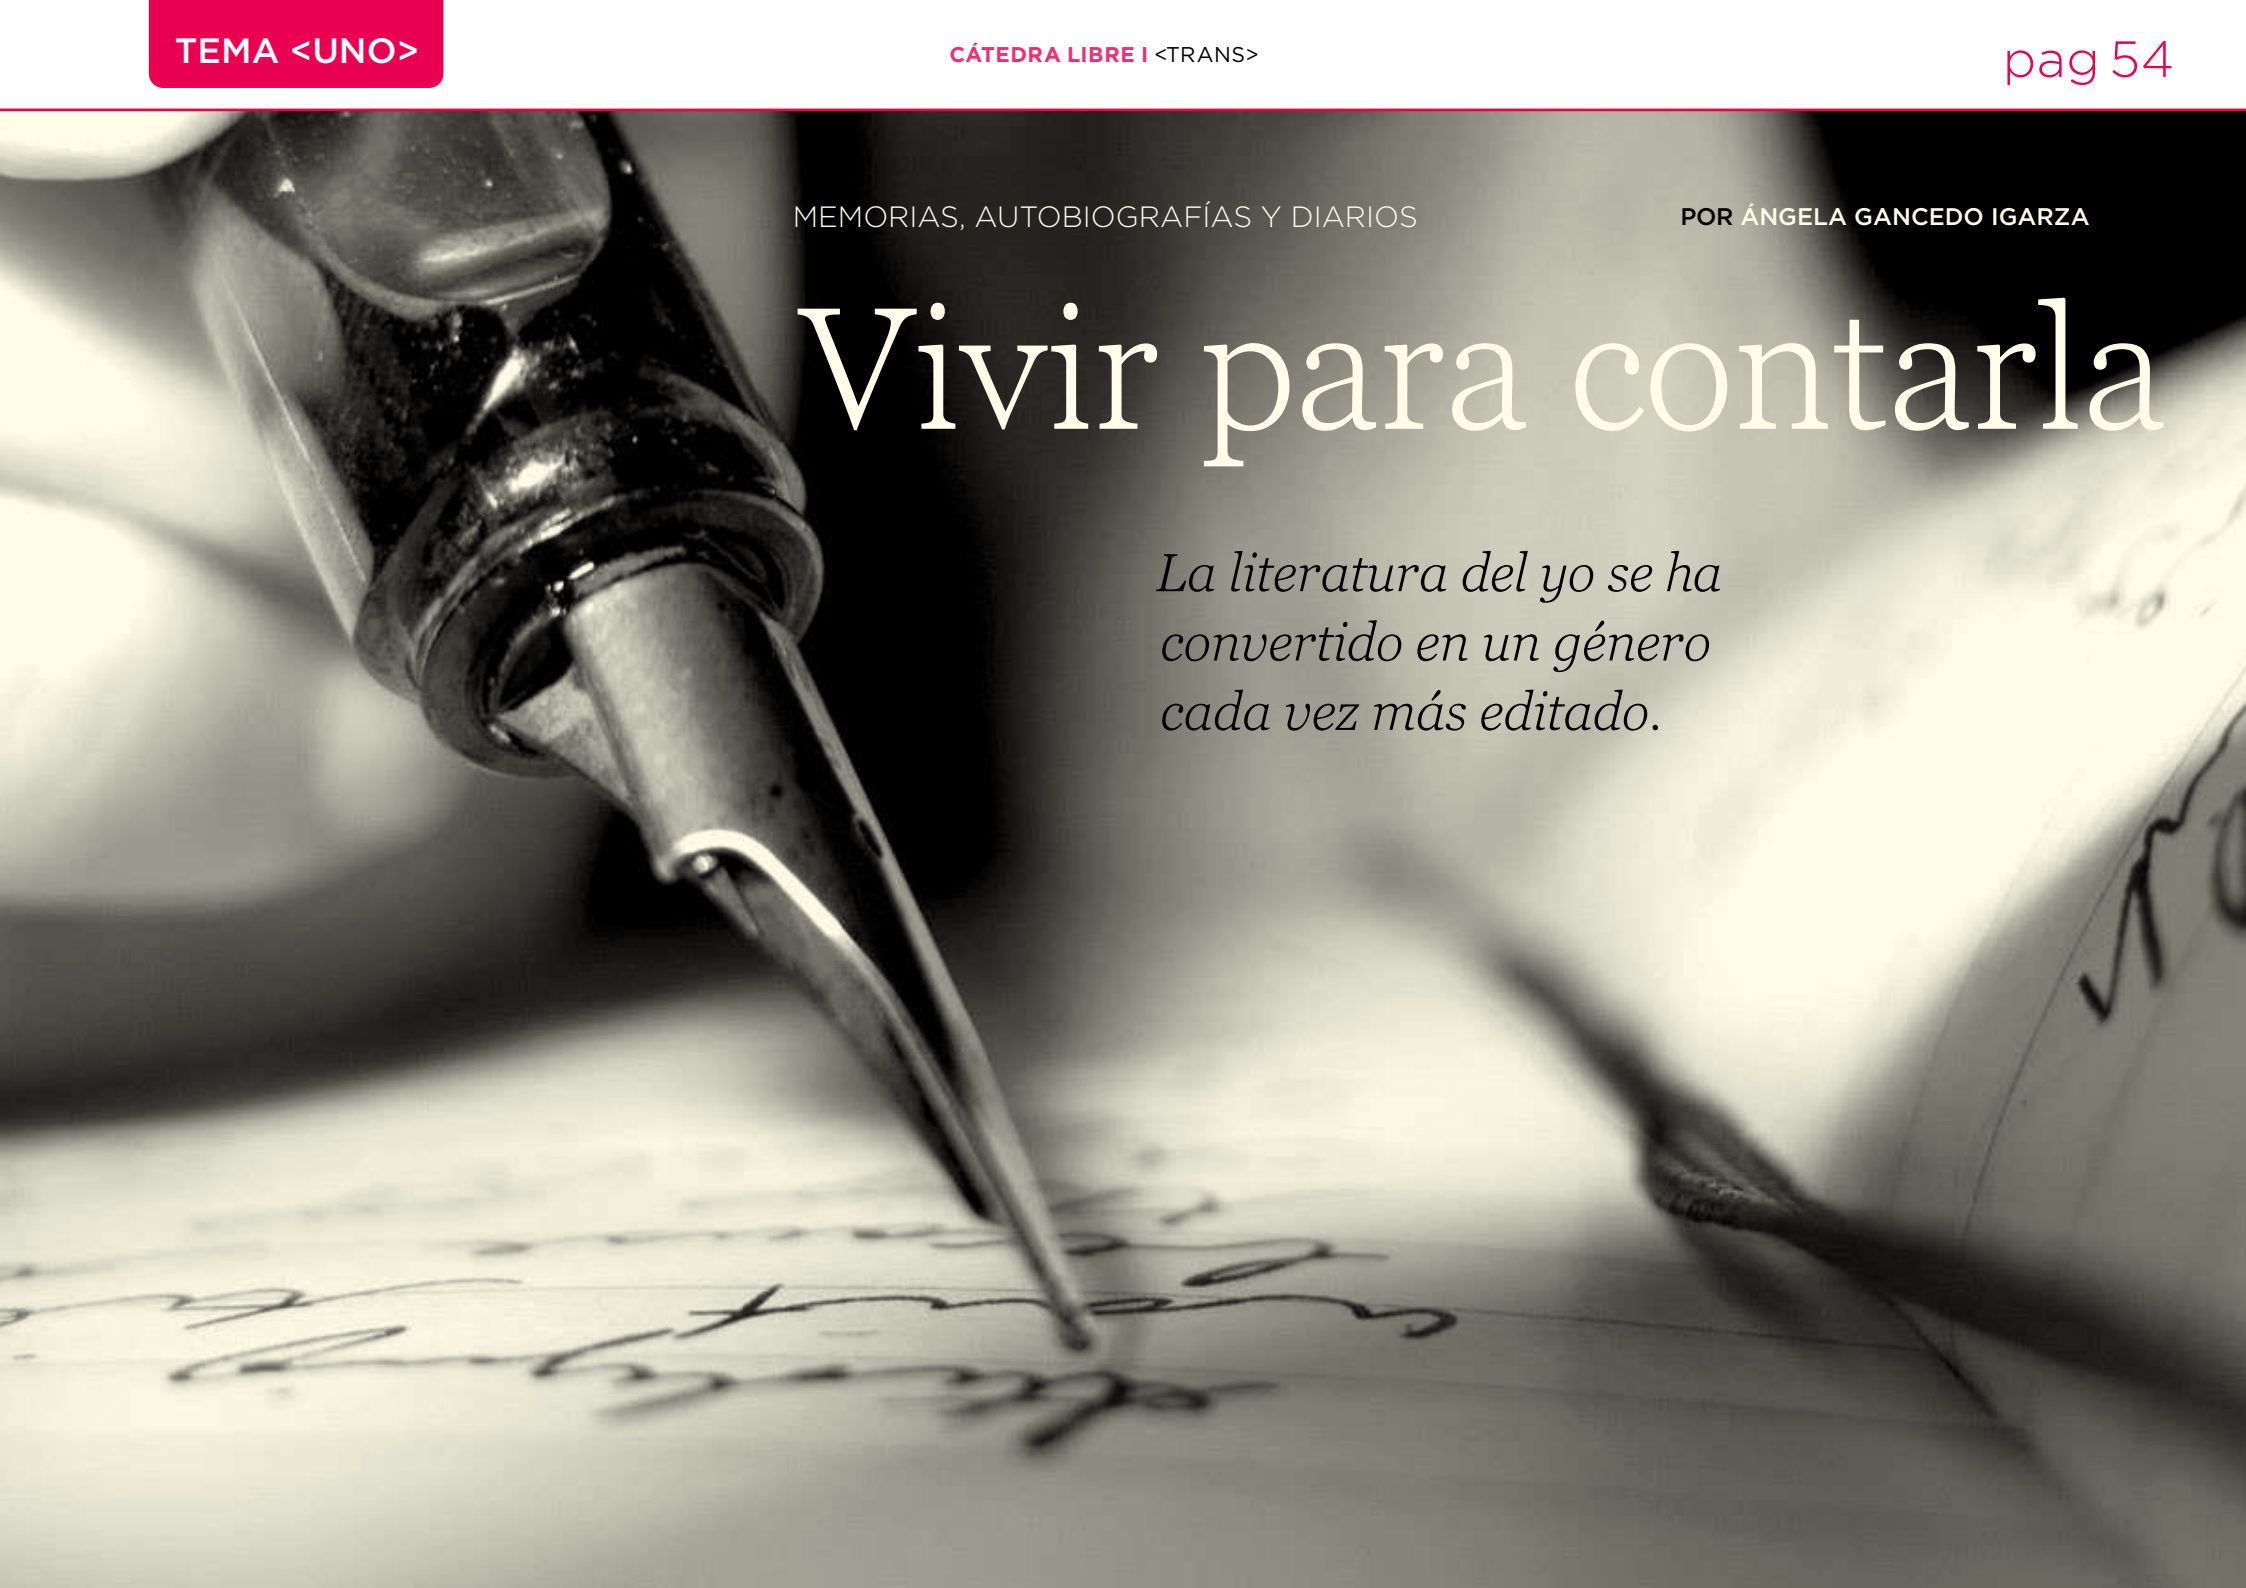 TEMA <UNO>
CÁTEDRA LIBRE I <TRANS>
pag 54
MEMORIAS, AUTOBIOGRAFÍAS Y DIARIOS
POR ÁNGELA GANCEDO IGARZA
Vivir para contarla
La literatura del yo se ha
convertido en un género
cada vez más editado.